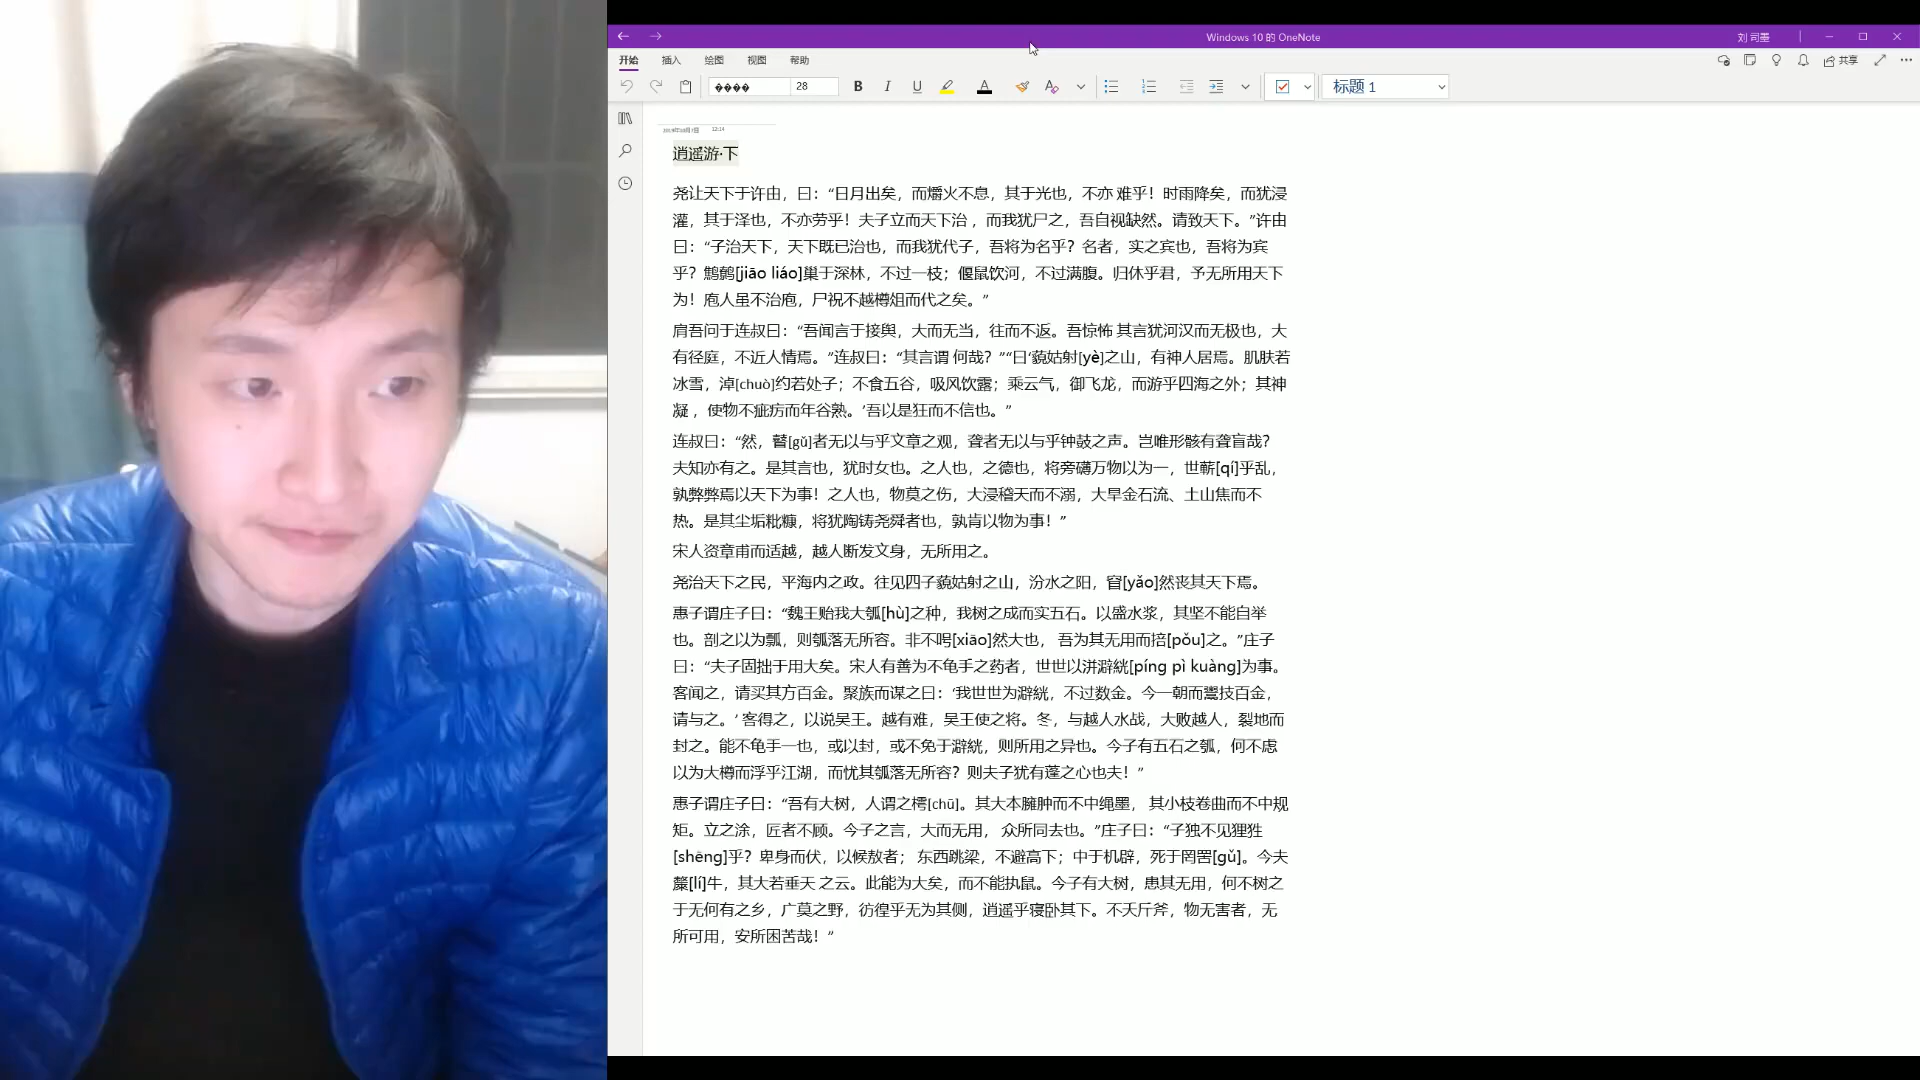 Windows 10 的 OneNote
刘 司墨
开始 插入 绘图 视图 帮助
共享
28
B I U A A
标题 1
12:14
逍遥游·下
尧让天下于许由，曰：“日月出矣，而爝火不息，其于光也，不亦 难乎！时雨降矣，而犹浸
灌，其于泽也，不亦劳乎！夫子立而天下治 ，而我犹尸之，吾自视缺然。请致天下。”许由
曰：“子治天下，天下既已治也，而我犹代子，吾将为名乎？名者，实之宾也，吾将为宾
乎？鹪鹩[jiāo liáo]巢于深林，不过一枝；偃鼠饮河，不过满腹。归休乎君，予无所用天下
为！庖人虽不治庖，尸祝不越樽俎而代之矣。”
肩吾问于连叔曰：“吾闻言于接舆，大而无当，往而不返。吾惊怖 其言犹河汉而无极也，大
有径庭，不近人情焉。”连叔曰：“其言谓 何哉？”“曰‘藐姑射[yè]之山，有神人居焉。肌肤若
冰雪，淖[chuò]约若处子；不食五谷，吸风饮露；乘云气，御飞龙，而游乎四海之外；其神
凝 ，使物不疵疠而年谷熟。’吾以是狂而不信也。”
连叔曰：“然，瞽[gǔ]者无以与乎文章之观，聋者无以与乎钟鼓之声。岂唯形骸有聋盲哉？
夫知亦有之。是其言也，犹时女也。之人也，之德也，将旁礴万物以为一，世蕲[qí]乎乱，
孰弊弊焉以天下为事！之人也，物莫之伤，大浸稽天而不溺，大旱金石流、土山焦而不
热。是其尘垢秕糠，将犹陶铸尧舜者也，孰肯以物为事！”
宋人资章甫而适越，越人断发文身，无所用之。
尧治天下之民，平海内之政。往见四子藐姑射之山，汾水之阳，窅[yǎo]然丧其天下焉。
惠子谓庄子曰：“魏王贻我大瓠[hù]之种，我树之成而实五石。以盛水浆，其坚不能自举
也。剖之以为瓢，则瓠落无所容。非不呺[xiāo]然大也， 吾为其无用而掊[pǒu]之。”庄子
曰：“夫子固拙于用大矣。宋人有善为不龟手之药者，世世以洴澼絖[píng pì kuàng]为事。
客闻之，请买其方百金。聚族而谋之曰：‘我世世为澼絖，不过数金。今一朝而鬻技百金，
请与之。’ 客得之，以说吴王。越有难，吴王使之将。冬，与越人水战，大败越人，裂地而
封之。能不龟手一也，或以封，或不免于澼絖，则所用之异也。今子有五石之瓠，何不虑
以为大樽而浮乎江湖，而忧其瓠落无所容？则夫子犹有蓬之心也夫！”
惠子谓庄子曰：“吾有大树，人谓之樗[chū]。其大本臃肿而不中绳墨， 其小枝卷曲而不中规
矩。立之涂，匠者不顾。今子之言，大而无用， 众所同去也。”庄子曰：“子独不见狸狌
[shēng]乎？卑身而伏，以候敖者； 东西跳梁，不避高下；中于机辟，死于罔罟[gǔ]。今夫
斄[lí]牛，其大若垂天 之云。此能为大矣，而不能执鼠。今子有大树，患其无用，何不树之
于无何有之乡，广莫之野，彷徨乎无为其侧，逍遥乎寝卧其下。不夭斤斧，物无害者，无
所可用，安所困苦哉！”